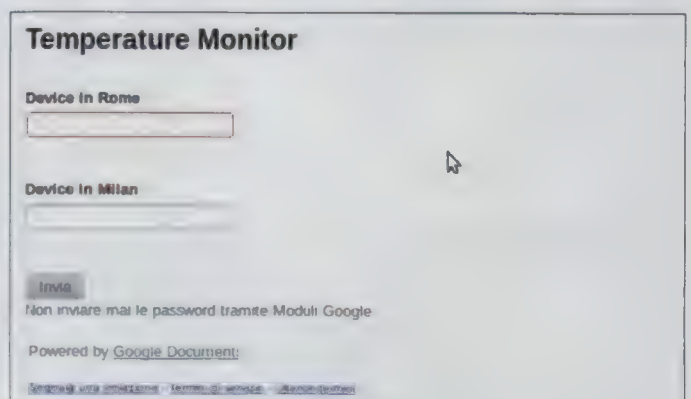 Temperature Monitor
Device in Rome
Device in Milan
Invia
Non inviare mai le password tramite Moduli Google
Powered by Google Documenti